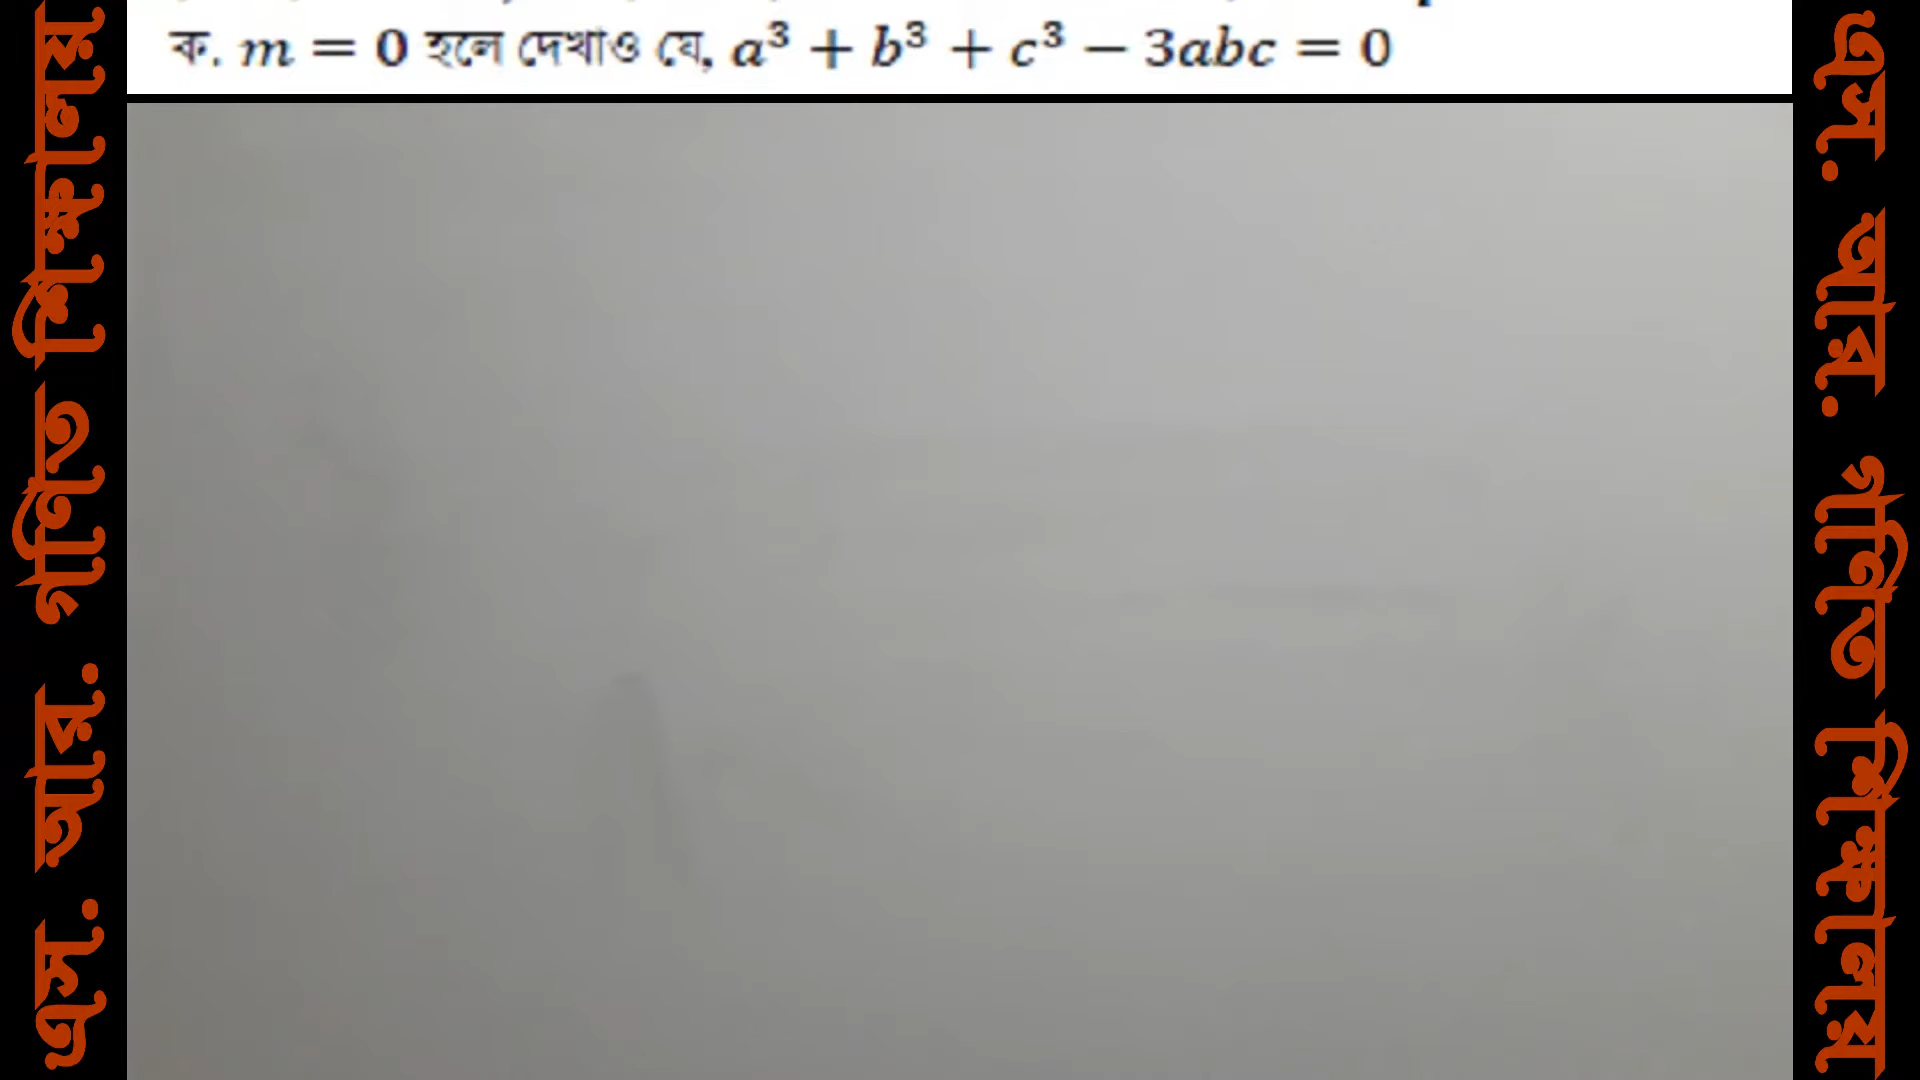 ক. m = 0 হলে দেখাও যে, a³ + b³ + c³ − 3abc = 0
এস. আর. গণিত শিক্ষালয়
এস. আর. গণিত শিক্ষালয়